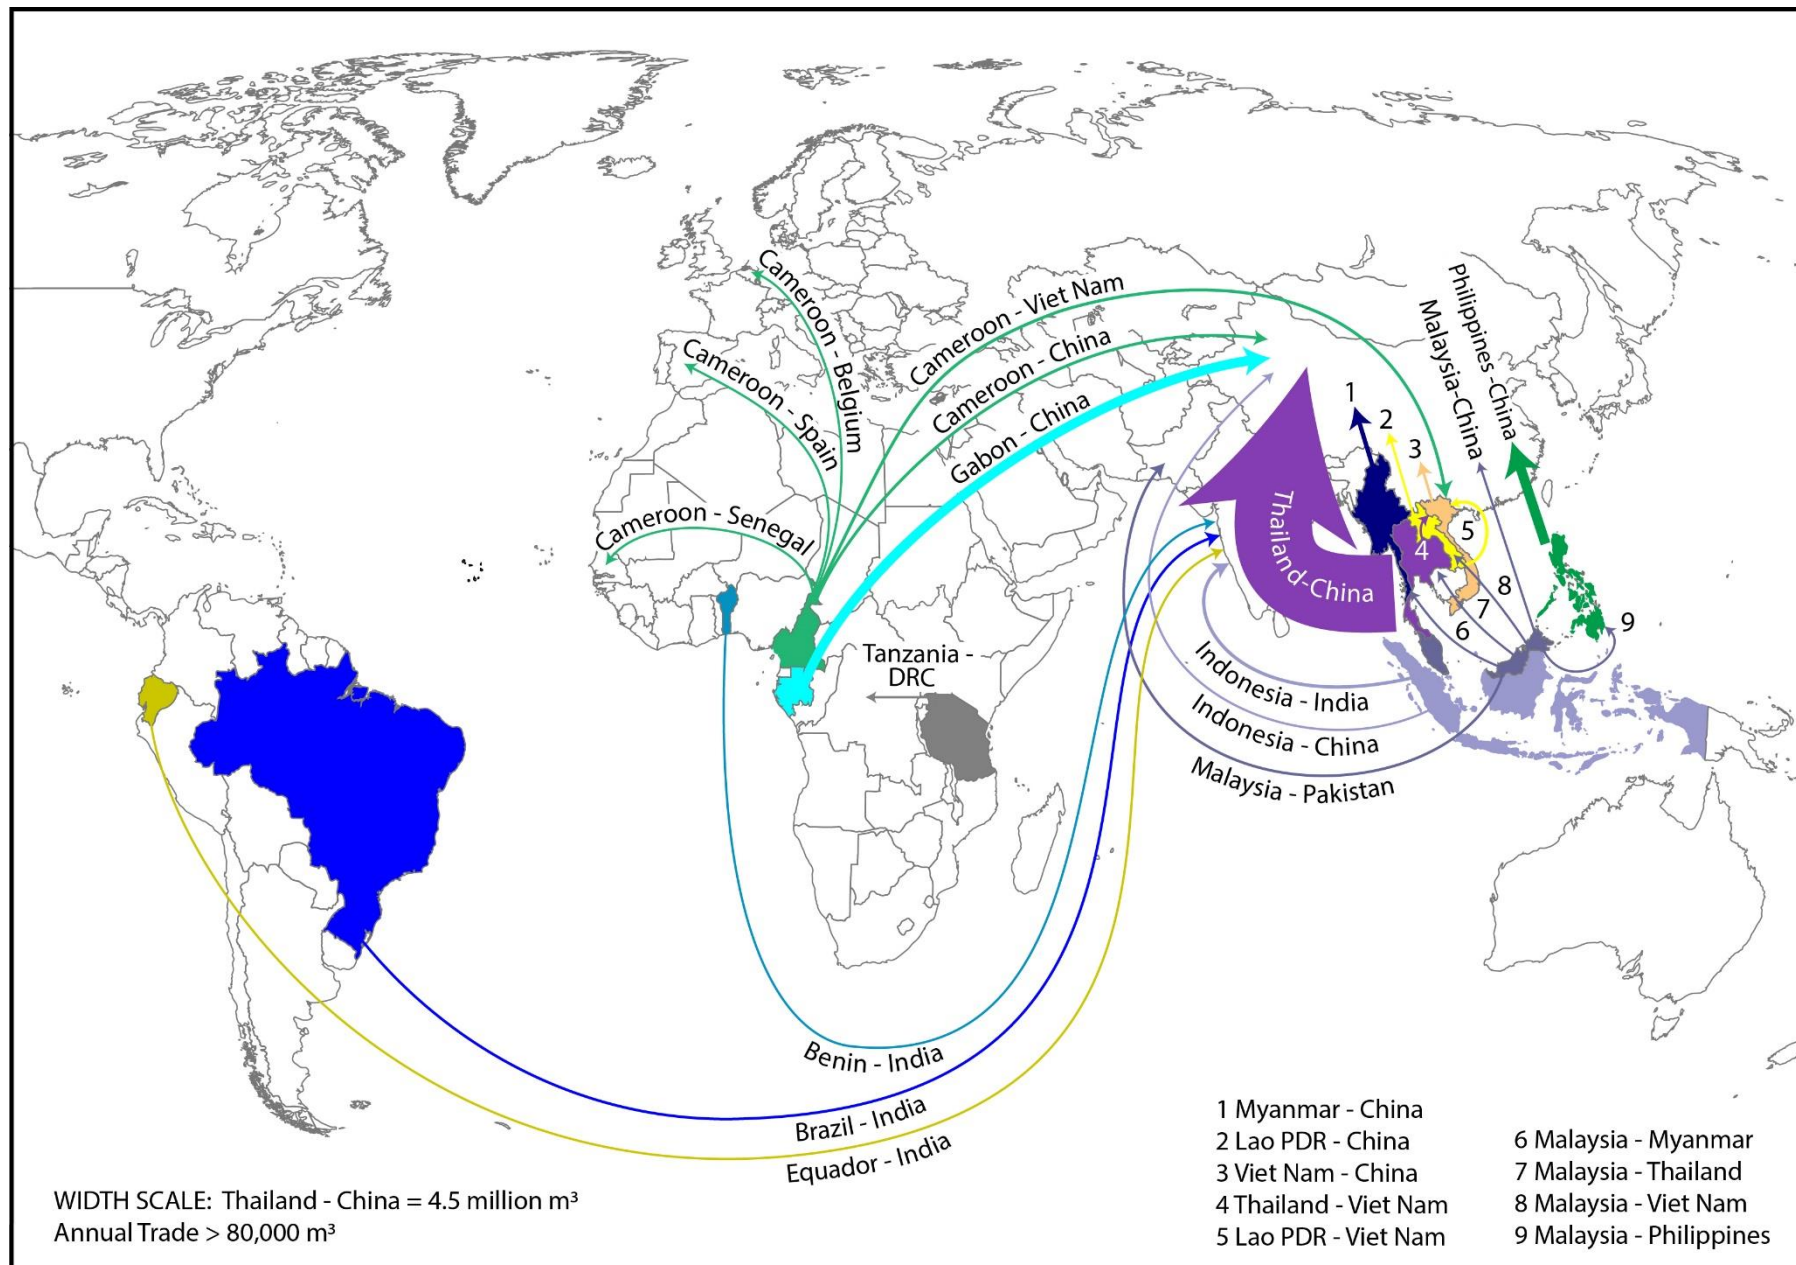 Cameroon - Belgium
Cameroon - Spain
Cameroon - Senegal
Cameroon - Viet Nam
Cameroon - China
Gabon - China
Philippines -China
Malaysia-China
1
2
3
4
5
6
7
8
9
Thailand-China
Tanzania -
DRC
Indonesia - India
Indonesia - China
Malaysia - Pakistan
Benin - India
Brazil - India
Equador - India
WIDTH SCALE: Thailand - China = 4.5 million m³
Annual Trade > 80,000 m³
1 Myanmar - China
2 Lao PDR - China
3 Viet Nam - China
4 Thailand - Viet Nam
5 Lao PDR - Viet Nam
6 Malaysia - Myanmar
7 Malaysia - Thailand
8 Malaysia - Viet Nam
9 Malaysia - Philippines